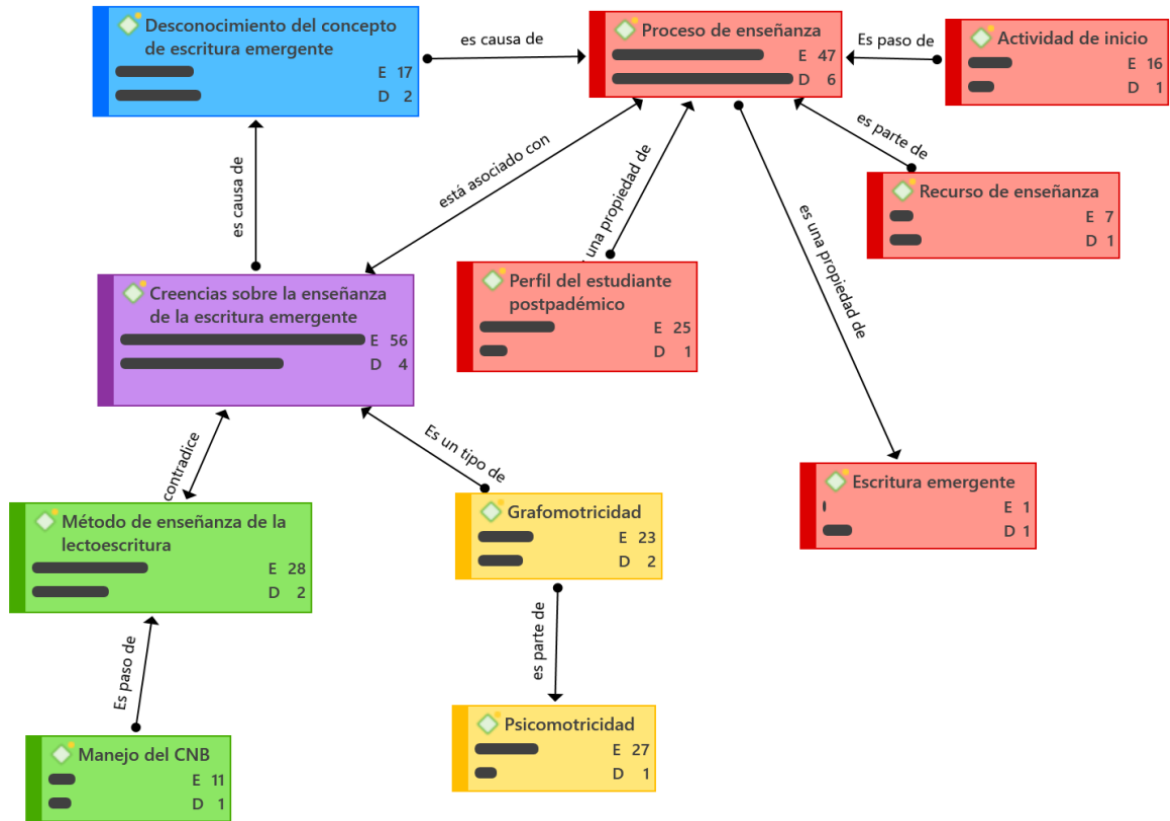 Desconocimiento del concepto
de escritura emergente
E 17
D 2
es causa de
Proceso de enseñanza
E 47
D 6
Es paso de
Actividad de inicio
E 16
D 1
es causa de
está asociado con
una propiedad de
es parte de
Recurso de enseñanza
E 7
D 1
es una propiedad de
Creencias sobre la enseñanza
de la escritura emergente
E 56
D 4
Perfil del estudiante
postpadémico
E 25
D 1
contradice
Es un tipo de
Escritura emergente
E 1
D 1
Método de enseñanza de la
lectoescritura
E 28
D 2
Grafomotricidad
E 23
D 2
Es paso de
es parte de
Manejo del CNB
E 11
D 1
Psicomotricidad
E 27
D 1